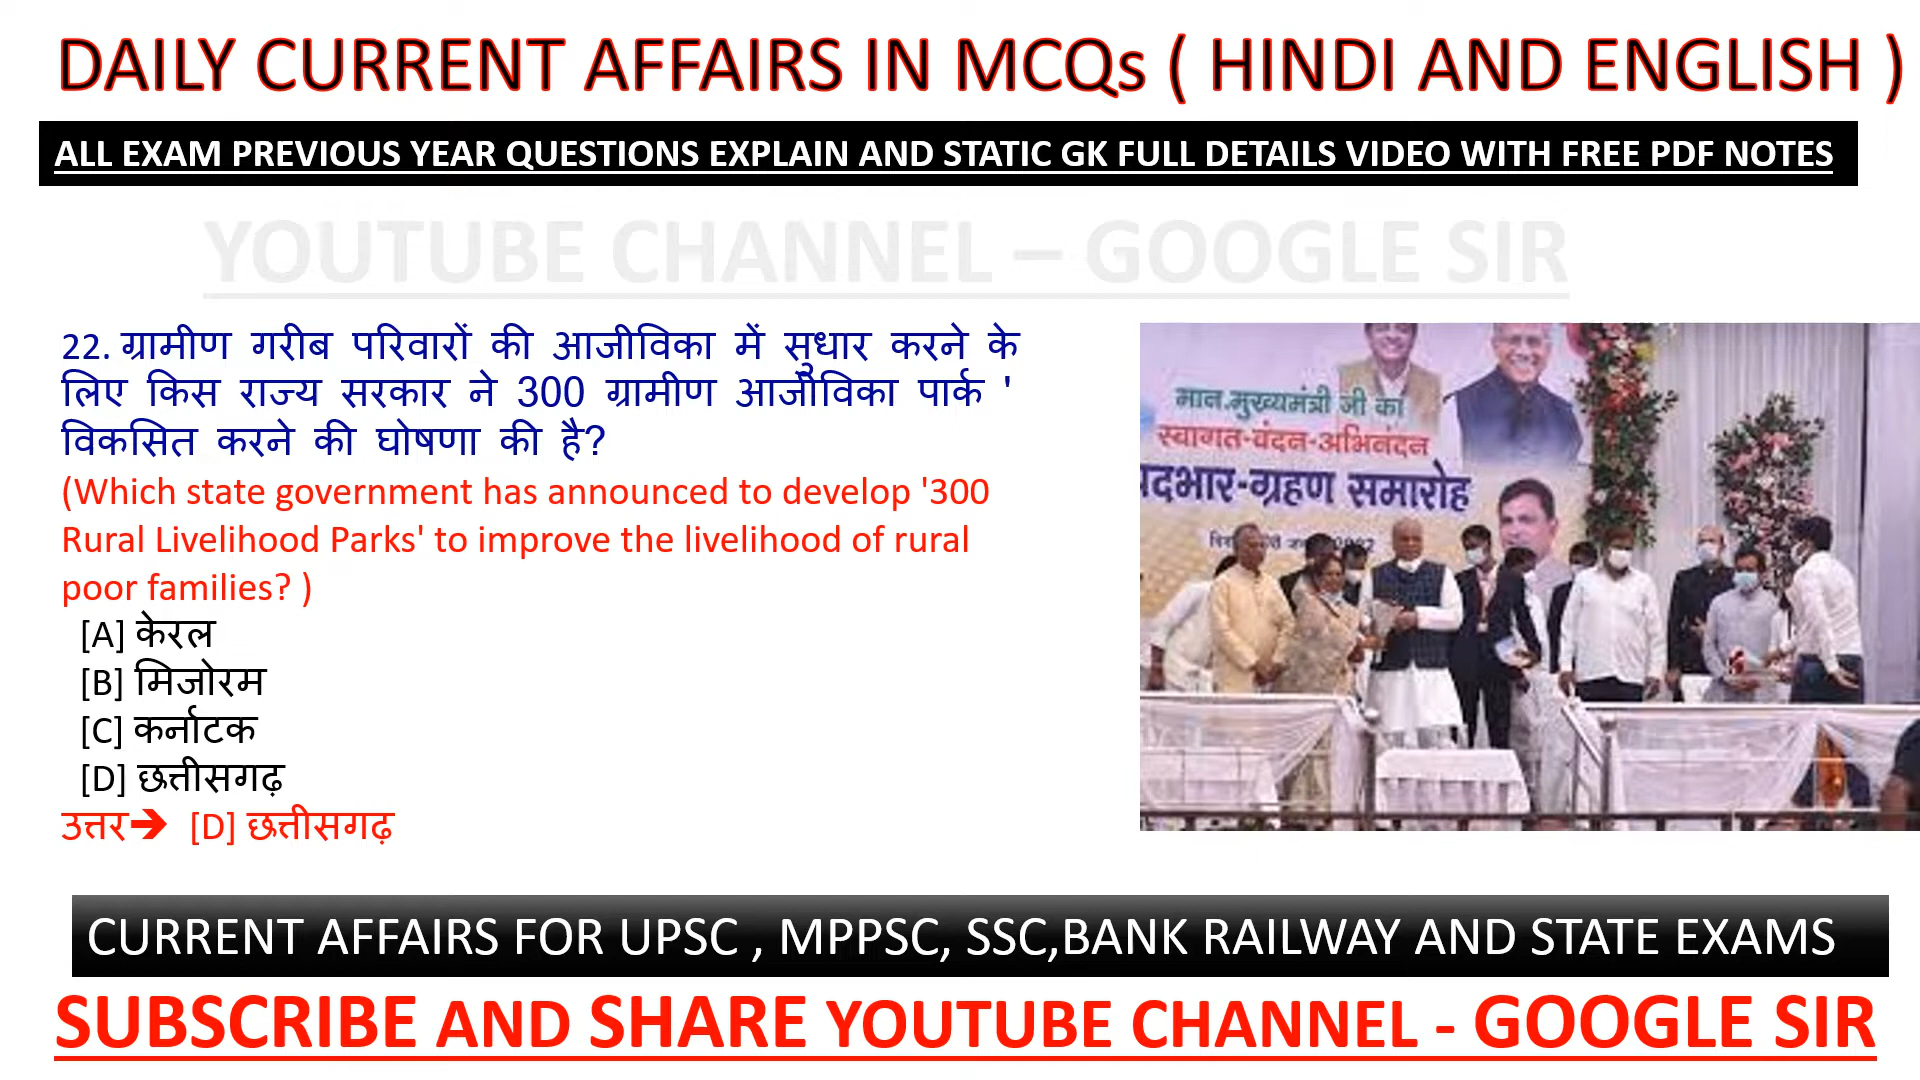 DAILY CURRENT AFFAIRS IN MCQs ( HINDI AND ENGLISH )
ALL EXAM PREVIOUS YEAR QUESTIONS EXPLAIN AND STATIC GK FULL DETAILS VIDEO WITH FREE PDF NOTES
YOUTUBE CHANNEL – GOOGLE SIR
22. ग्रामीण गरीब परिवारों की आजीविका में सुधार करने के
लिए किस राज्य सरकार ने 300 ग्रामीण आजीविका पार्क '
विकसित करने की घोषणा की है?
(Which state government has announced to develop '300
Rural Livelihood Parks' to improve the livelihood of rural
poor families? )
[A] केरल
[B] मिजोरम
[C] कर्नाटक
[D] छत्तीसगढ़
उत्तर➔ [D] छत्तीसगढ़
मान.मुख्यमंत्री जी का
स्वागत-वंदन-अभिनंदन
पदभार-ग्रहण समारोह
CURRENT AFFAIRS FOR UPSC , MPPSC, SSC,BANK RAILWAY AND STATE EXAMS
SUBSCRIBE AND SHARE YOUTUBE CHANNEL - GOOGLE SIR